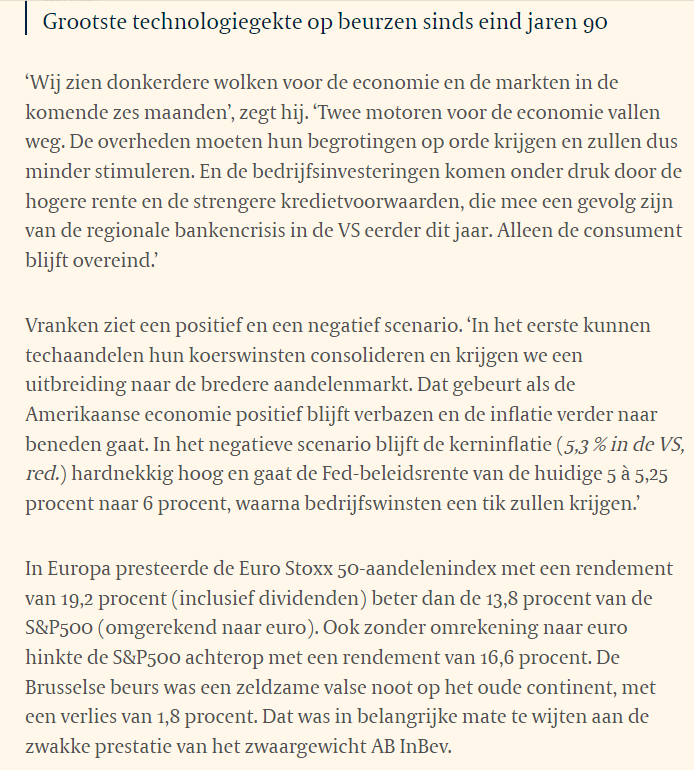 Grootste technologiegekte op beurzen sinds eind jaren 90
‘Wij zien donkerdere wolken voor de economie en de markten in de
komende zes maanden’, zegt hij. ‘Twee motoren voor de economie vallen
weg. De overheden moeten hun begrotingen op orde krijgen en zullen dus
minder stimuleren. En de bedrijfsinvesteringen komen onder druk door de
hogere rente en de strengere kredietvoorwaarden, die mee een gevolg zijn
van de regionale bankencrisis in de VS eerder dit jaar. Alleen de consument
blijft overeind.’
Vranken ziet een positief en een negatief scenario. ‘In het eerste kunnen
techaandelen hun koerswinsten consolideren en krijgen we een
uitbreiding naar de bredere aandelenmarkt. Dat gebeurt als de
Amerikaanse economie positief blijft verbazen en de inflatie verder naar
beneden gaat. In het negatieve scenario blijft de kerninflatie (5,3 % in de VS,
red.) hardnekkig hoog en gaat de Fed-beleidsrente van de huidige 5 à 5,25
procent naar 6 procent, waarna bedrijfswinsten een tik zullen krijgen.’
In Europa presteerde de Euro Stoxx 50-aandelenindex met een rendement
van 19,2 procent (inclusief dividenden) beter dan de 13,8 procent van de
S&P500 (omgerekend naar euro). Ook zonder omrekening naar euro
hinkte de S&P500 achterop met een rendement van 16,6 procent. De
Brusselse beurs was een zeldzame valse noot op het oude continent, met
een verlies van 1,8 procent. Dat was in belangrijke mate te wijten aan de
zwakke prestatie van het zwaargewicht AB InBev.